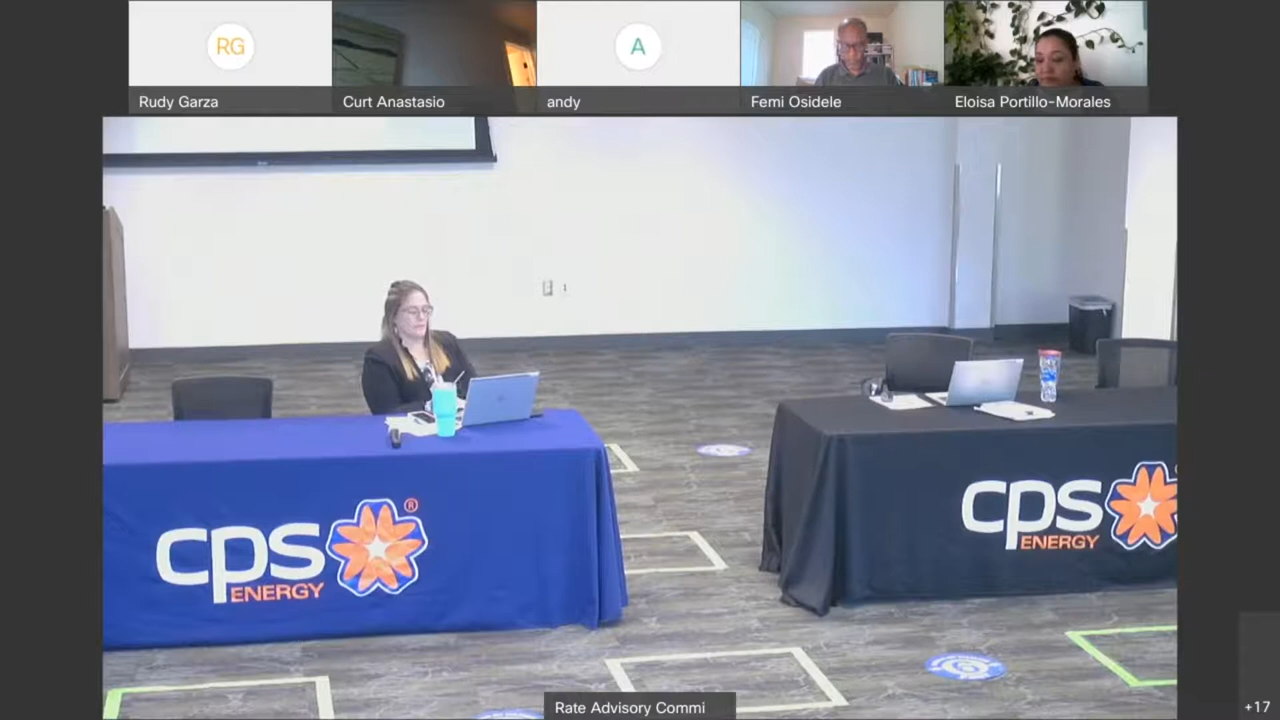 RG
A
Rudy Garza
Curt Anastasio
andy
Femi Osidele
Eloisa Portillo-Morales
cps
ENERGY
®
cps
ENERGY
Rate Advisory Commi
+17